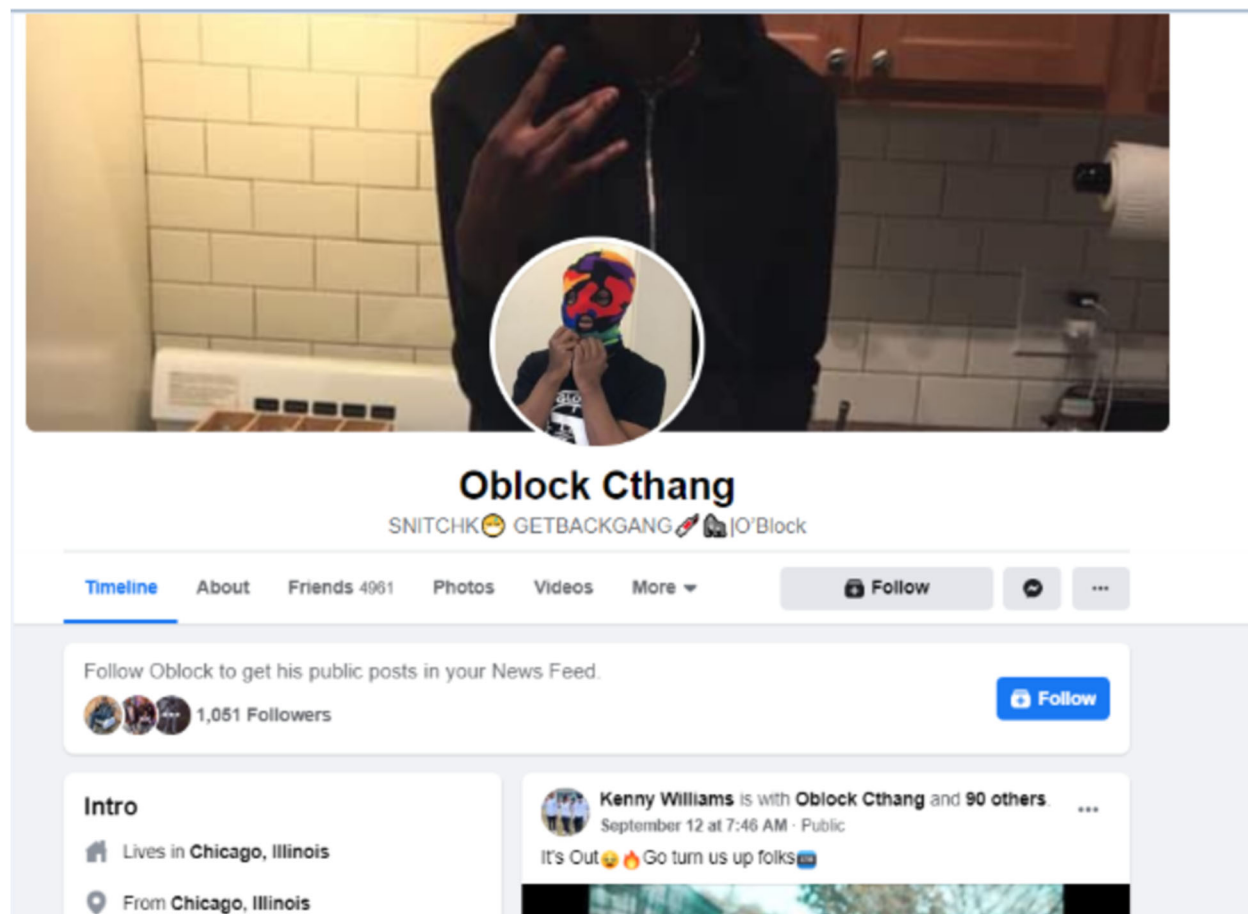 Oblock Cthang
SNITCHK😷 GETBACKGANG |O'Block
Timeline About Friends 4961 Photos Videos More Follow ...
Follow Oblock to get his public posts in your News Feed.
1,051 Followers
Follow
Intro
Lives in Chicago, Illinois
From Chicago, Illinois
Kenny Williams is with Oblock Cthang and 90 others.
September 12 at 7:46 AM · Public
It's Out😪🔥Go turn us up folks